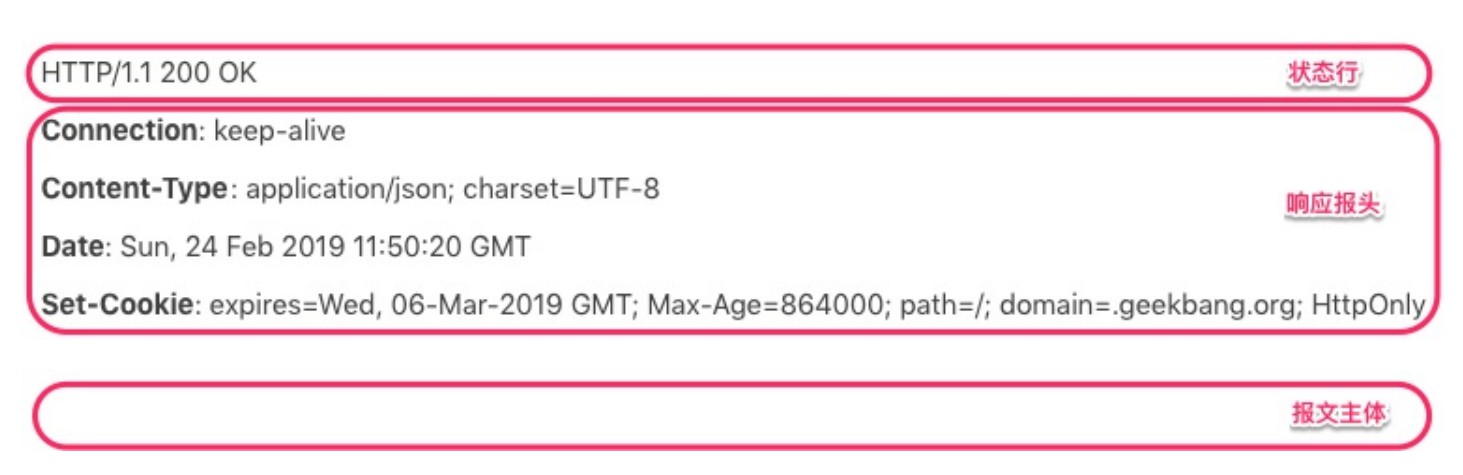 HTTP/1.1 200 OK 状态行
Connection: keep-alive
Content-Type: application/json; charset=UTF-8
响应报头
Date: Sun, 24 Feb 2019 11:50:20 GMT
Set-Cookie: expires=Wed, 06-Mar-2019 GMT; Max-Age=864000; path=/; domain=.geekbang.org; HttpOnly
报文主体